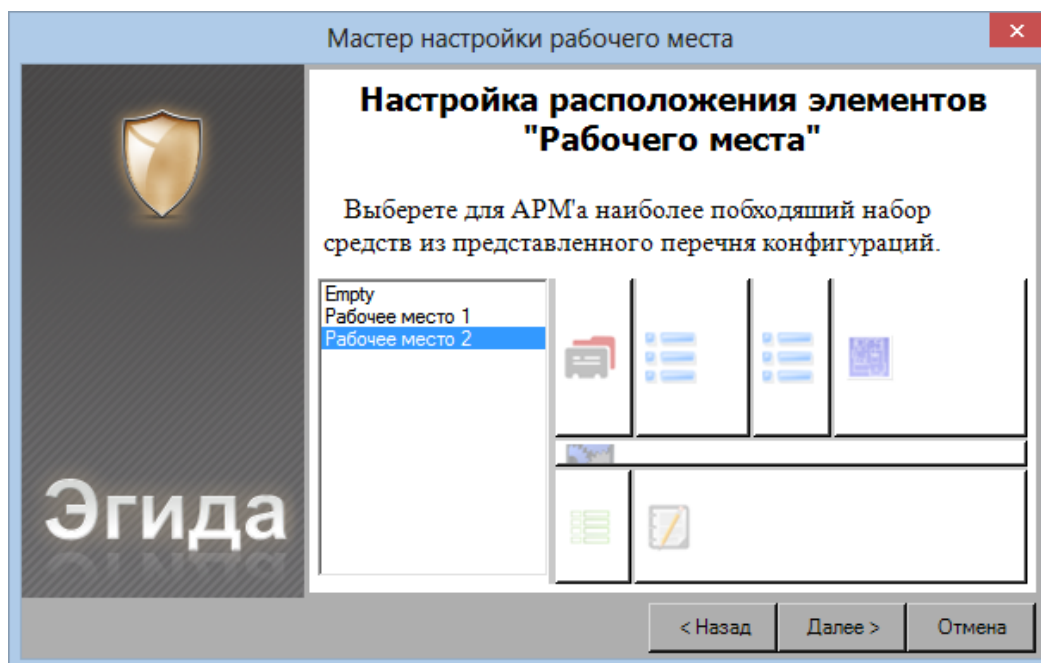 Мастер настройки рабочего места
Настройка расположения элементов
"Рабочего места"
Выберете для АРМ'а наиболее побходяший набор
средств из представленного перечня конфигураций.
Empty
Рабочее место 1
Рабочее место 2
Эгида
< Назад
Далее >
Отмена